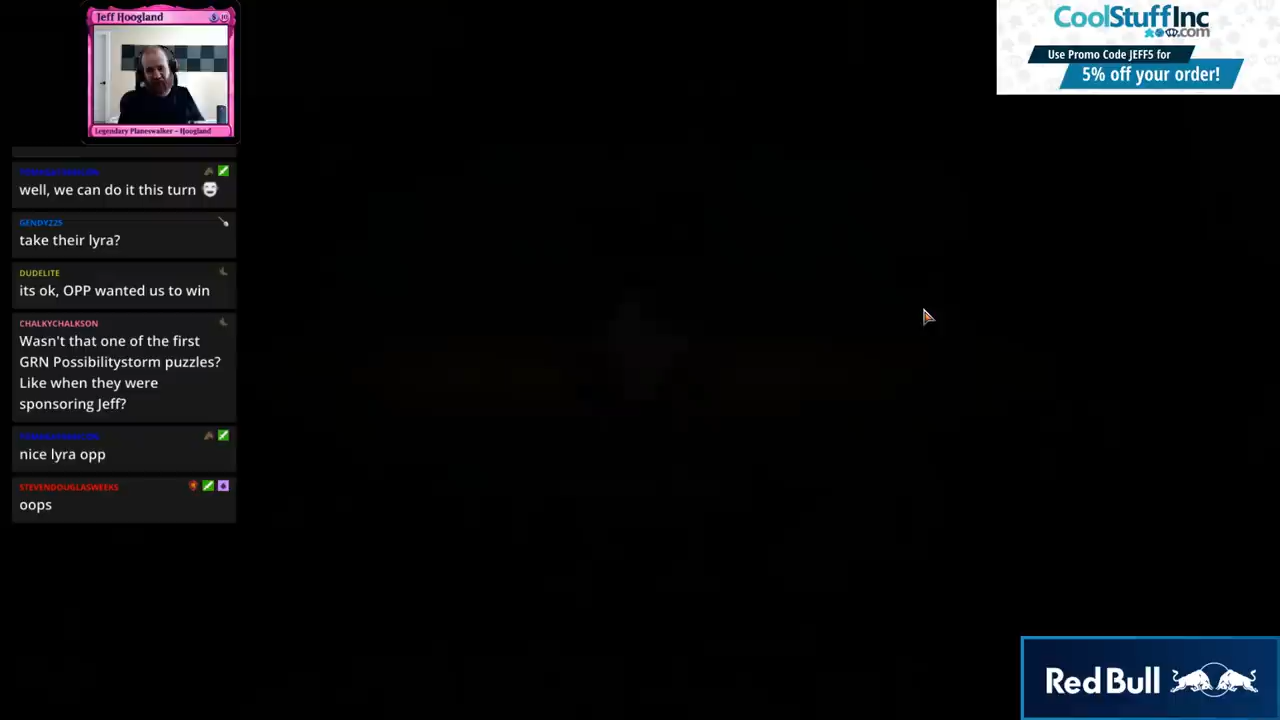 Jeff Hoogland
Legendary Planeswalker - Hoogland
CoolStuffInc
.com
Use Promo Code JEFF5 for
5% off your order!
well, we can do it this turn
GENDYZZS
take their lyra?
DUDELITE
its ok, OPP wanted us to win
CHALKYCHALKSON
Wasn't that one of the first
GRN Possibilitystorm puzzles?
Like when they were
sponsoring Jeff?
nice lyra opp
STEVENDOUGLASWEEKS
oops
Red Bull